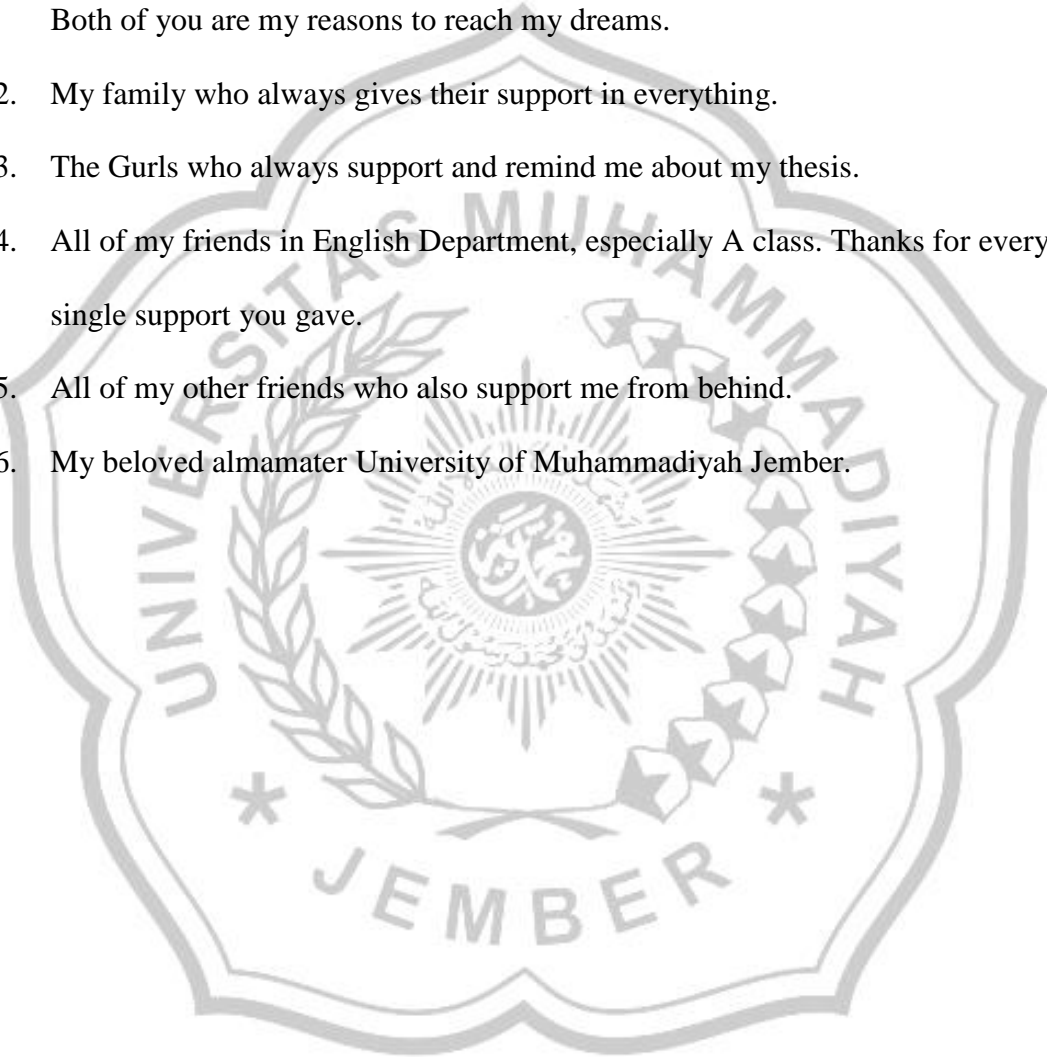 Both of you are my reasons to reach my dreams.
2. My family who always gives their support in everything.
3. The Gurls who always support and remind me about my thesis.
4. All of my friends in English Department, especially A class. Thanks for every
single support you gave.
5. All of my other friends who also support me from behind.
6. My beloved almamater University of Muhammadiyah Jember.
UNIVERSITAS MUHAMMADIYAH
* JEMBER *